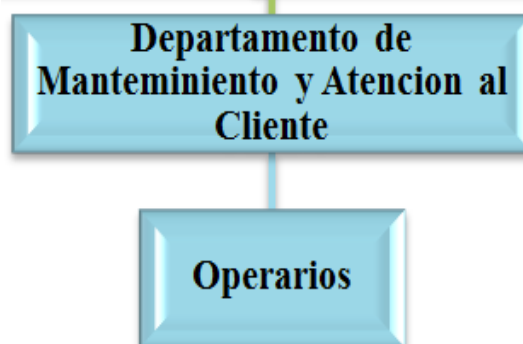 Departamento de
Manteminiento y Atencion al
Cliente
Operarios